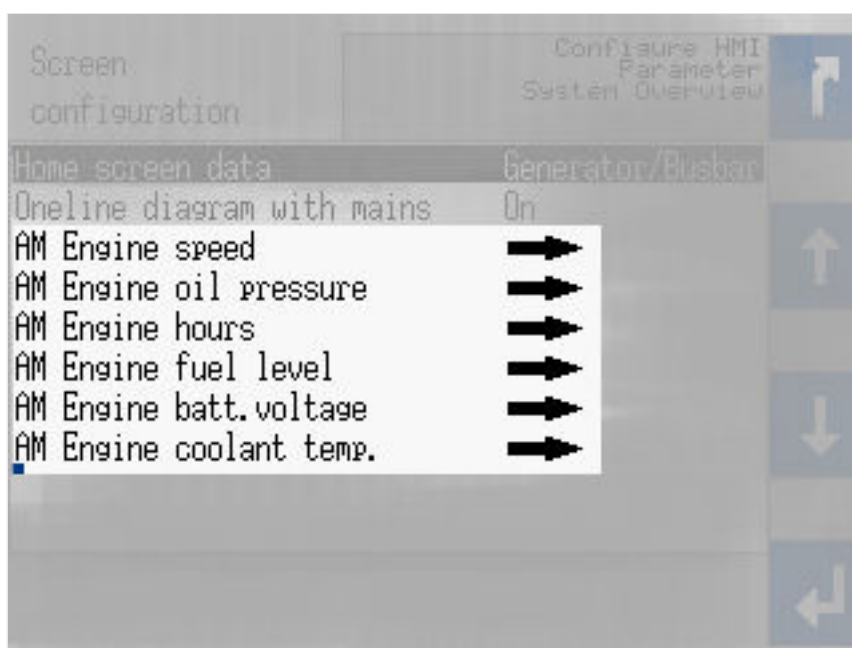 Screen
configuration
Configure HMI
Parameter
System Overview
Home screen data Generator/Busbar
Oneline diagram with mains On
AM Engine speed
AM Engine oil pressure
AM Engine hours
AM Engine fuel level
AM Engine batt.voltage
AM Engine coolant temp.